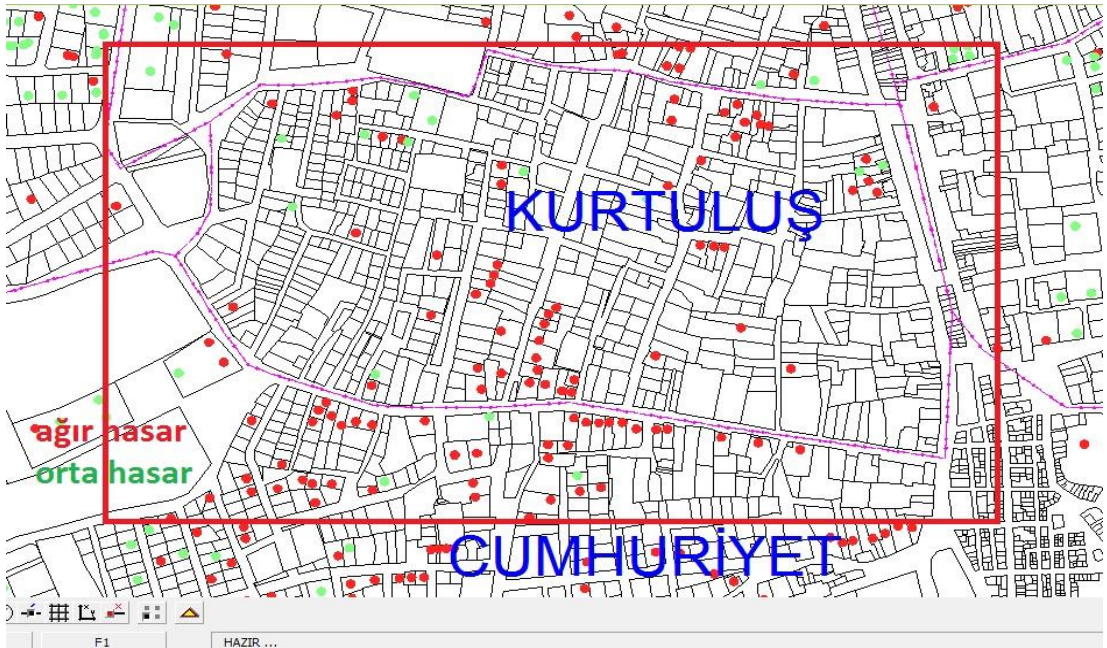 KURTULUŞ
ağır hasar
orta hasar
CUMHURİYET
F1
HAZIR ...